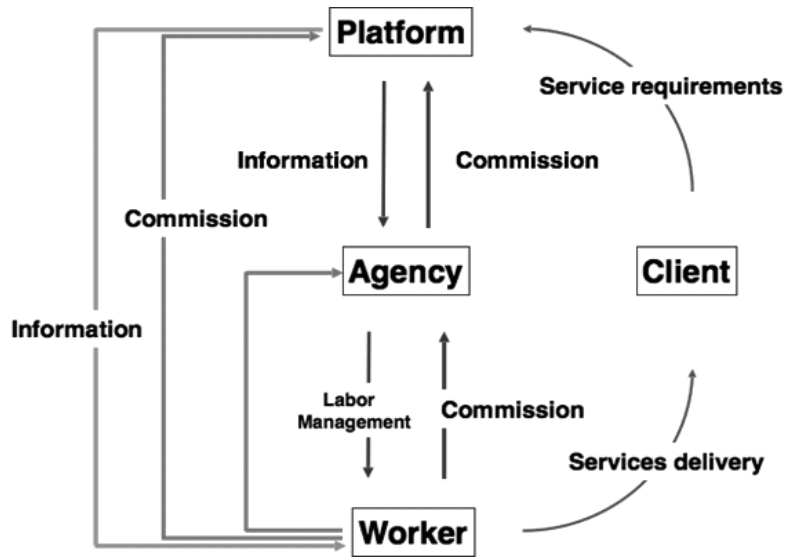 Platform
Service requirements
Information
Commission
Commission
Agency
Client
Information
Labor
Management
Commission
Services delivery
Worker